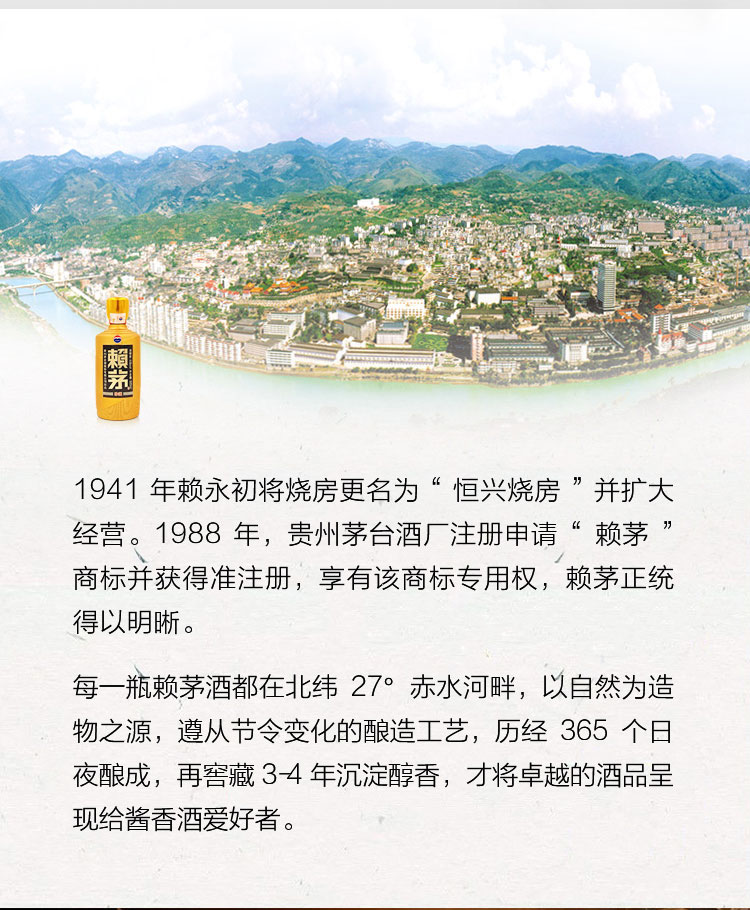 赖茅
1941 年赖永初将烧房更名为“ 恒兴烧房 ”并扩大
经营。1988 年，贵州茅台酒厂注册申请“ 赖茅 ”
商标并获得准注册，享有该商标专用权，赖茅正统
得以明晰。
每一瓶赖茅酒都在北纬 27° 赤水河畔，以自然为造
物之源，遵从节令变化的酿造工艺，历经 365 个日
夜酿成，再窖藏 3-4 年沉淀醇香，才将卓越的酒品呈
现给酱香酒爱好者。